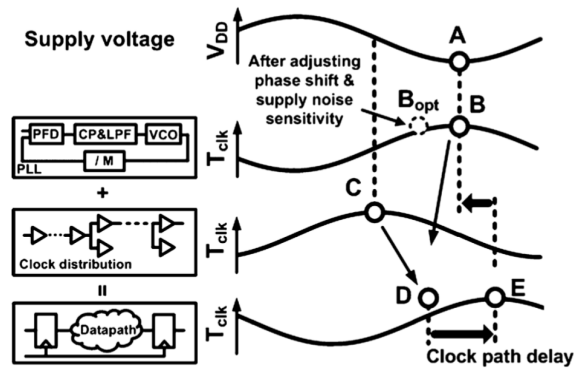 Supply voltage
VDD
A
After adjusting
phase shift &
supply noise
sensitivity
Bopt
B
PFD
CP&LPF
VCO
/ M
PLL
Tclk
+
C
Clock distribution
Tclk
=
D
E
Datapath
Tclk
Clock path delay